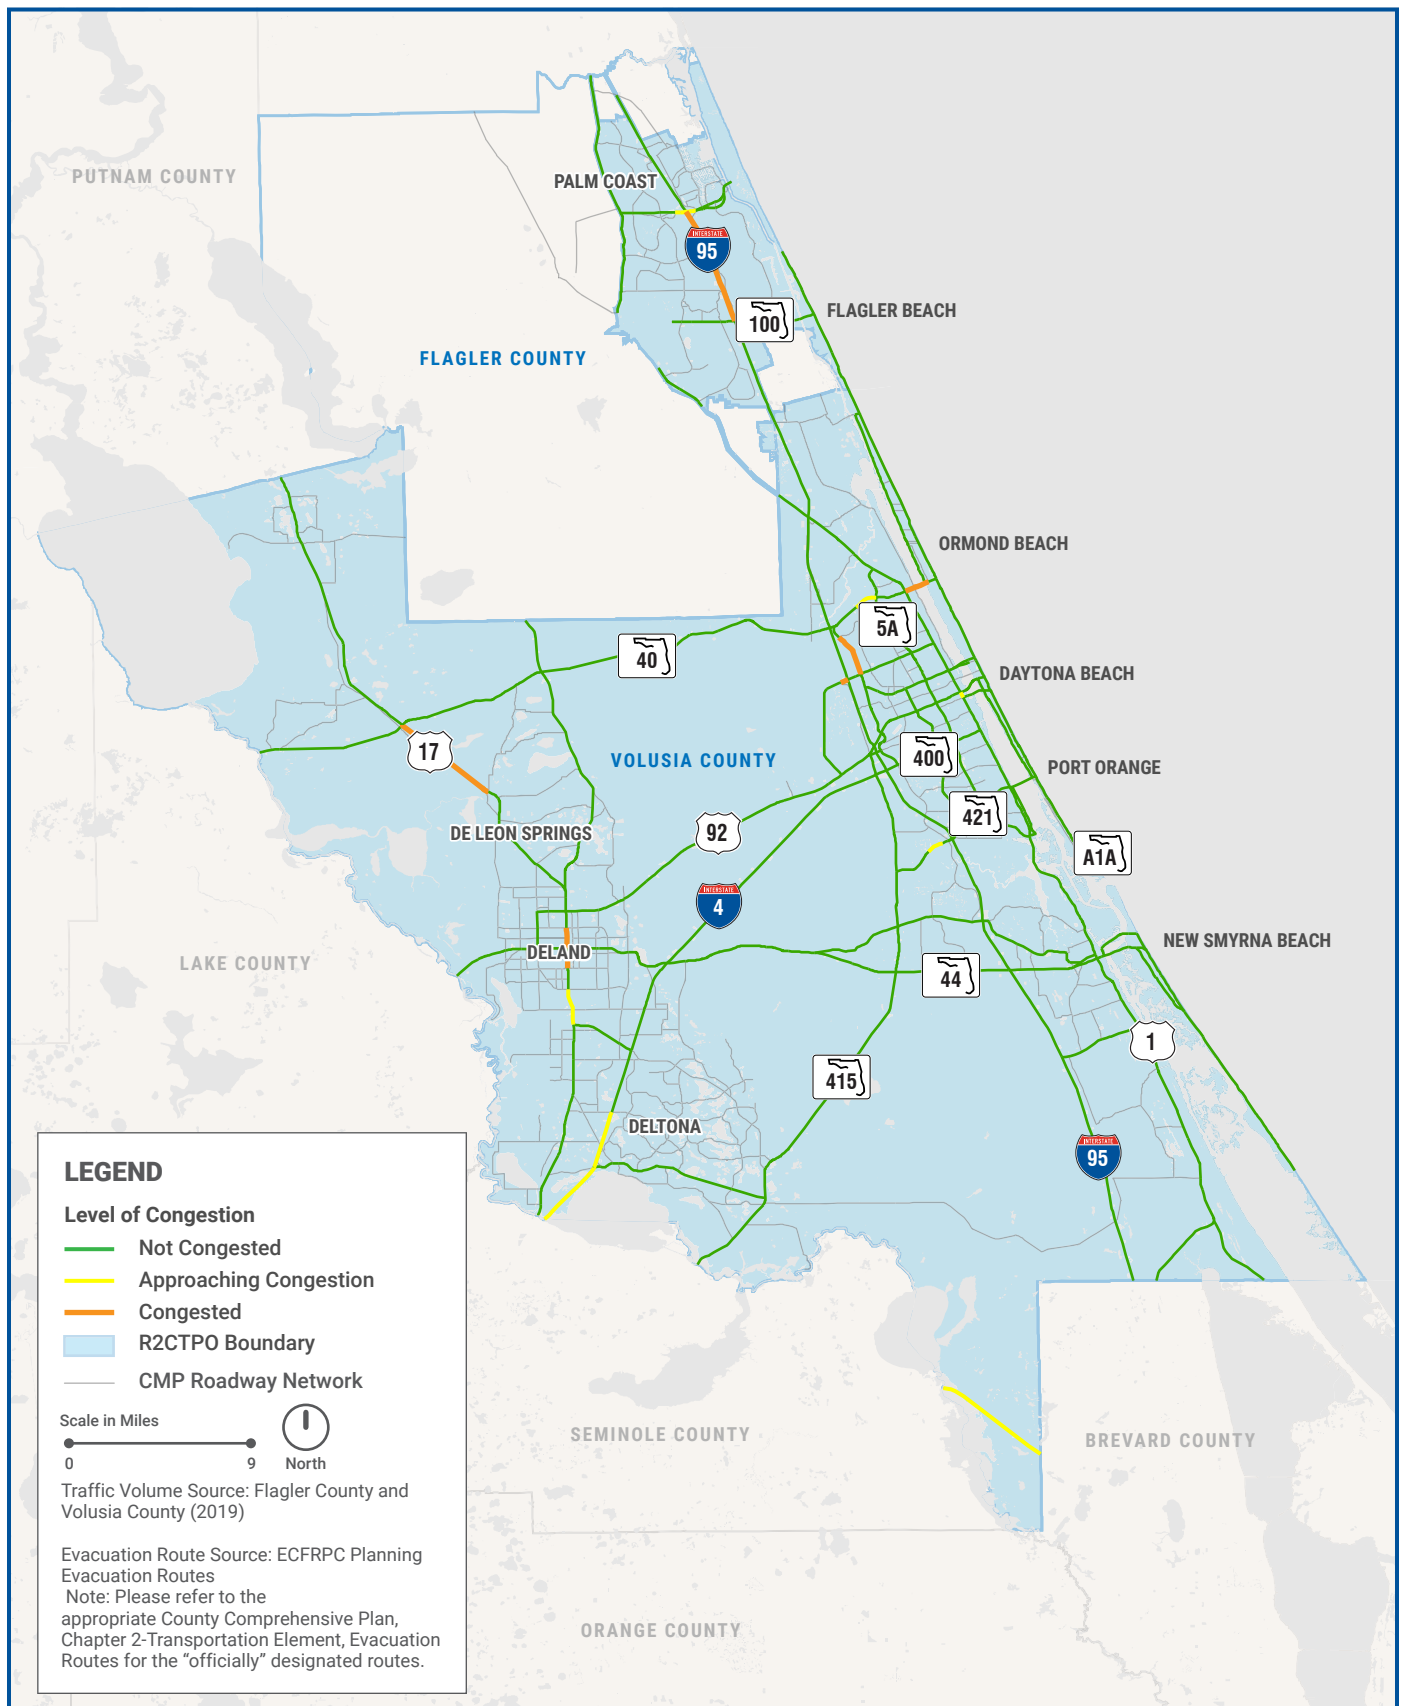 PUTNAM COUNTY
PALM COAST
INTERSTATE
95
100
FLAGLER BEACH
FLAGLER COUNTY
ORMOND BEACH
5A
40
DAYTONA BEACH
17
VOLUSIA COUNTY
400
PORT ORANGE
421
DE LEON SPRINGS
92
A1A
INTERSTATE
4
NEW SMYRNA BEACH
DELAND
LAKE COUNTY
44
1
415
DELTONA
INTERSTATE
95
LEGEND
Level of Congestion
Not Congested
Approaching Congestion
Congested
R2CTPO Boundary
CMP Roadway Network
Scale in Miles
0 9 North
Traffic Volume Source: Flagler County and
Volusia County (2019)
Evacuation Route Source: ECFRPC Planning
Evacuation Routes
Note: Please refer to the
appropriate County Comprehensive Plan,
Chapter 2-Transportation Element, Evacuation
Routes for the “officially” designated routes.
SEMINOLE COUNTY
BREVARD COUNTY
ORANGE COUNTY